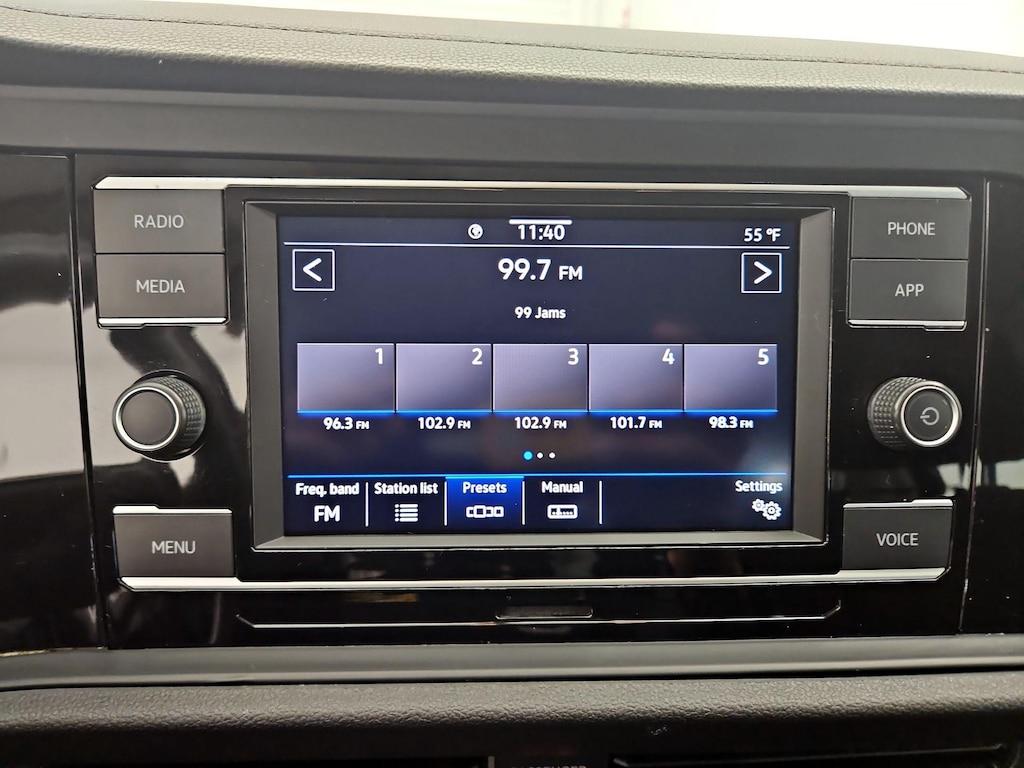 RADIO
MEDIA
MENU
PHONE
APP
VOICE
11:40
55 °F
<
99.7 FM
>
99 Jams
1 2 3 4 5
96.3 FM 102.9 FM 102.9 FM 101.7 FM 98.3 FM
Freq. band Station list Presets Manual Settings
FM